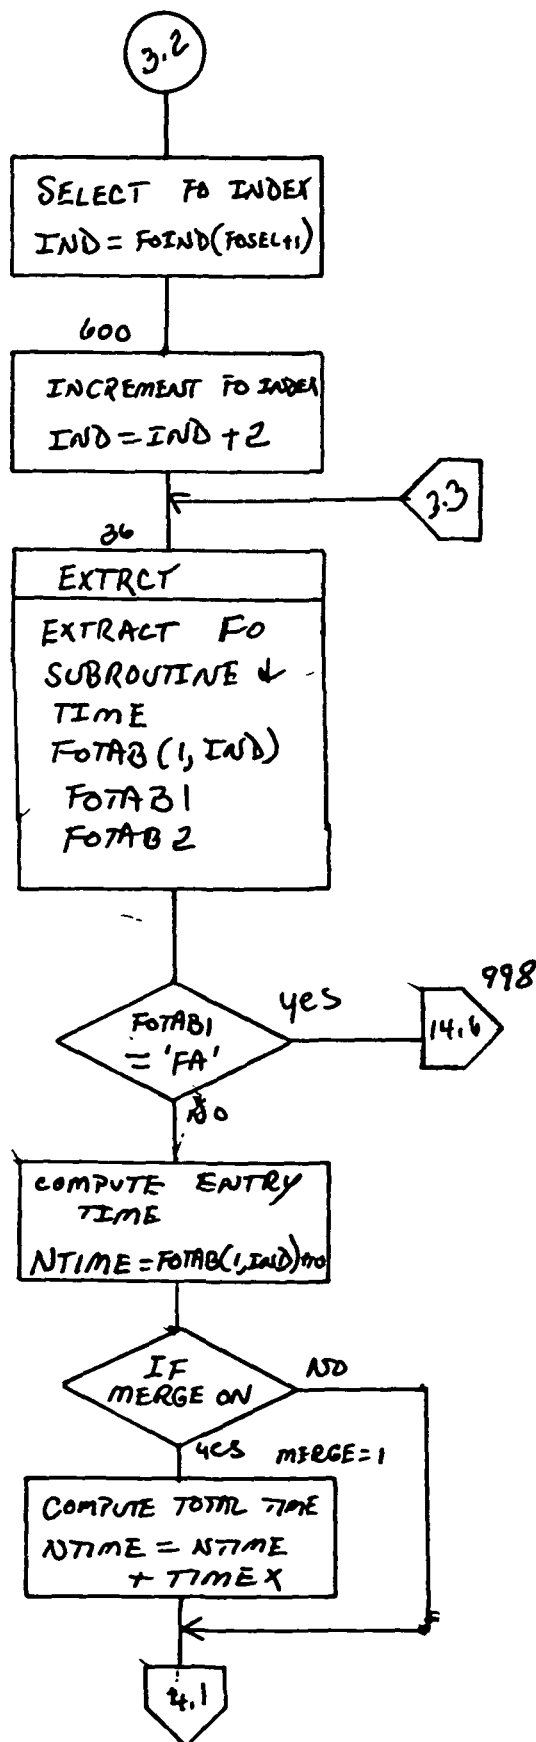 3.2
SELECT FO INDEX
IND = FOIND(FOSEL+1)
600
INCREMENT FO INDEX
IND = IND + 2
3.3
36
EXTRCT
EXTRACT FO
SUBROUTINE ↓
TIME
FOTAB (1, IND)
FOTAB1
FOTAB2
FOTAB1
= 'FA'
yes
998
14.6
NO
COMPUTE ENTRY
TIME
NTIME = FOTAB(1,IND)
IF
MERGE ON
NO
yes
MERGE=1
COMPUTE TOTAL TIME
NTIME = NTIME
+ TIMEX
4.1